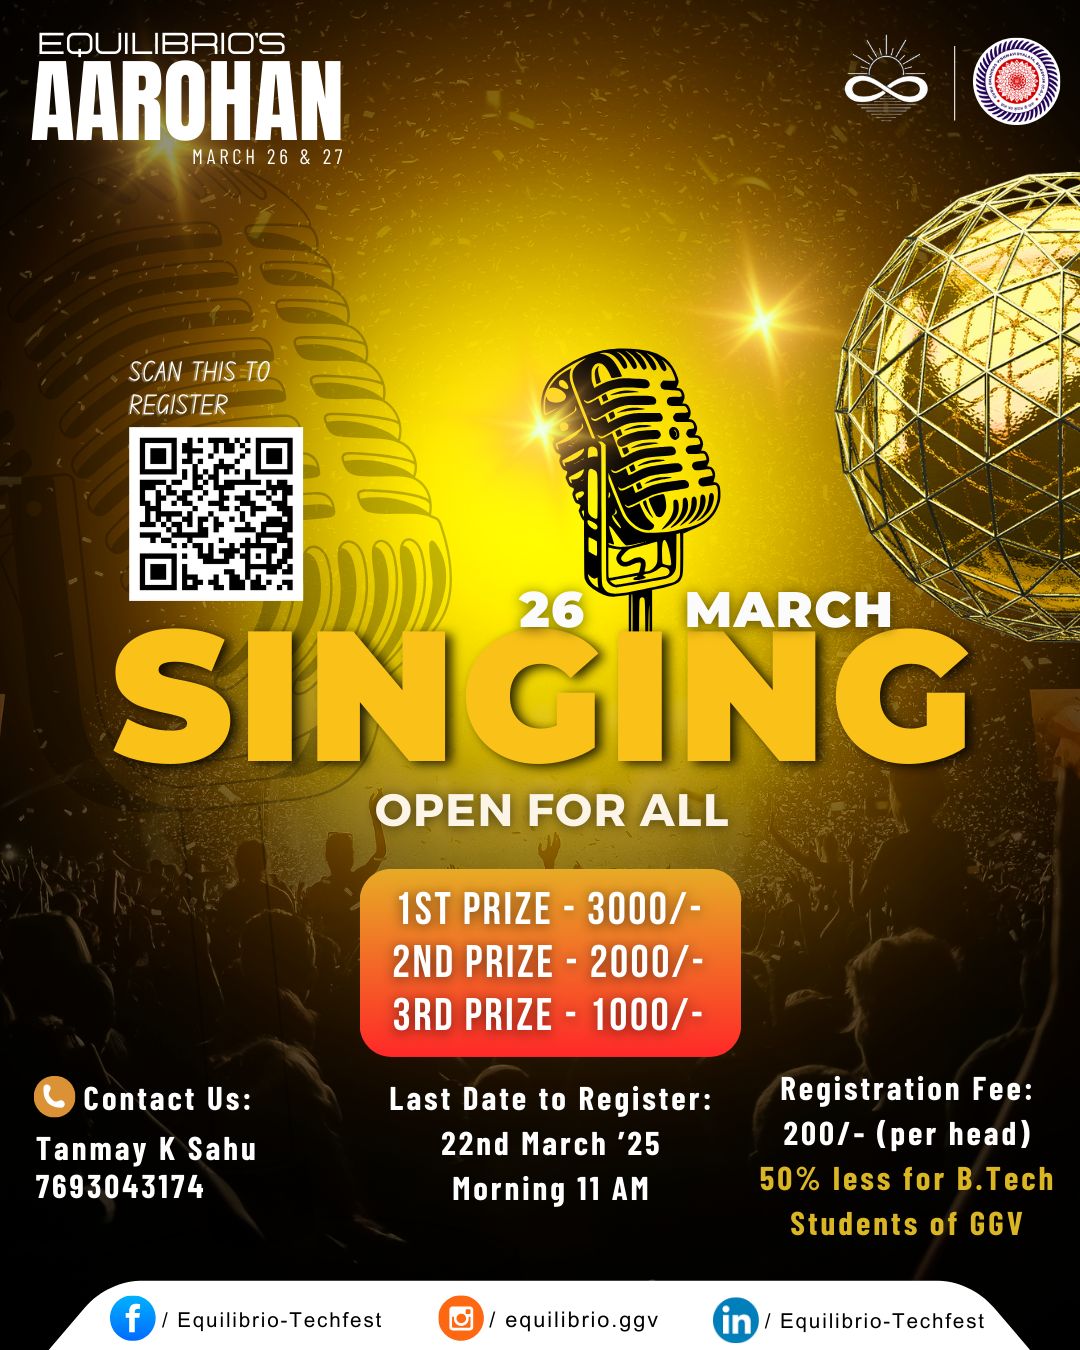 EQUILIBRIO'S
AAROHAN
MARCH 26 & 27
SCAN THIS TO
REGISTER
26 MARCH
SINGING
OPEN FOR ALL
1ST PRIZE - 3000/-
2ND PRIZE - 2000/-
3RD PRIZE - 1000/-
Contact Us:
Tanmay K Sahu
7693043174
Last Date to Register:
22nd March '25
Morning 11 AM
Registration Fee:
200/- (per head)
50% less for B.Tech
Students of GGV
/ Equilibrio-Techfest
/ equilibrio.ggv
/ Equilibrio-Techfest